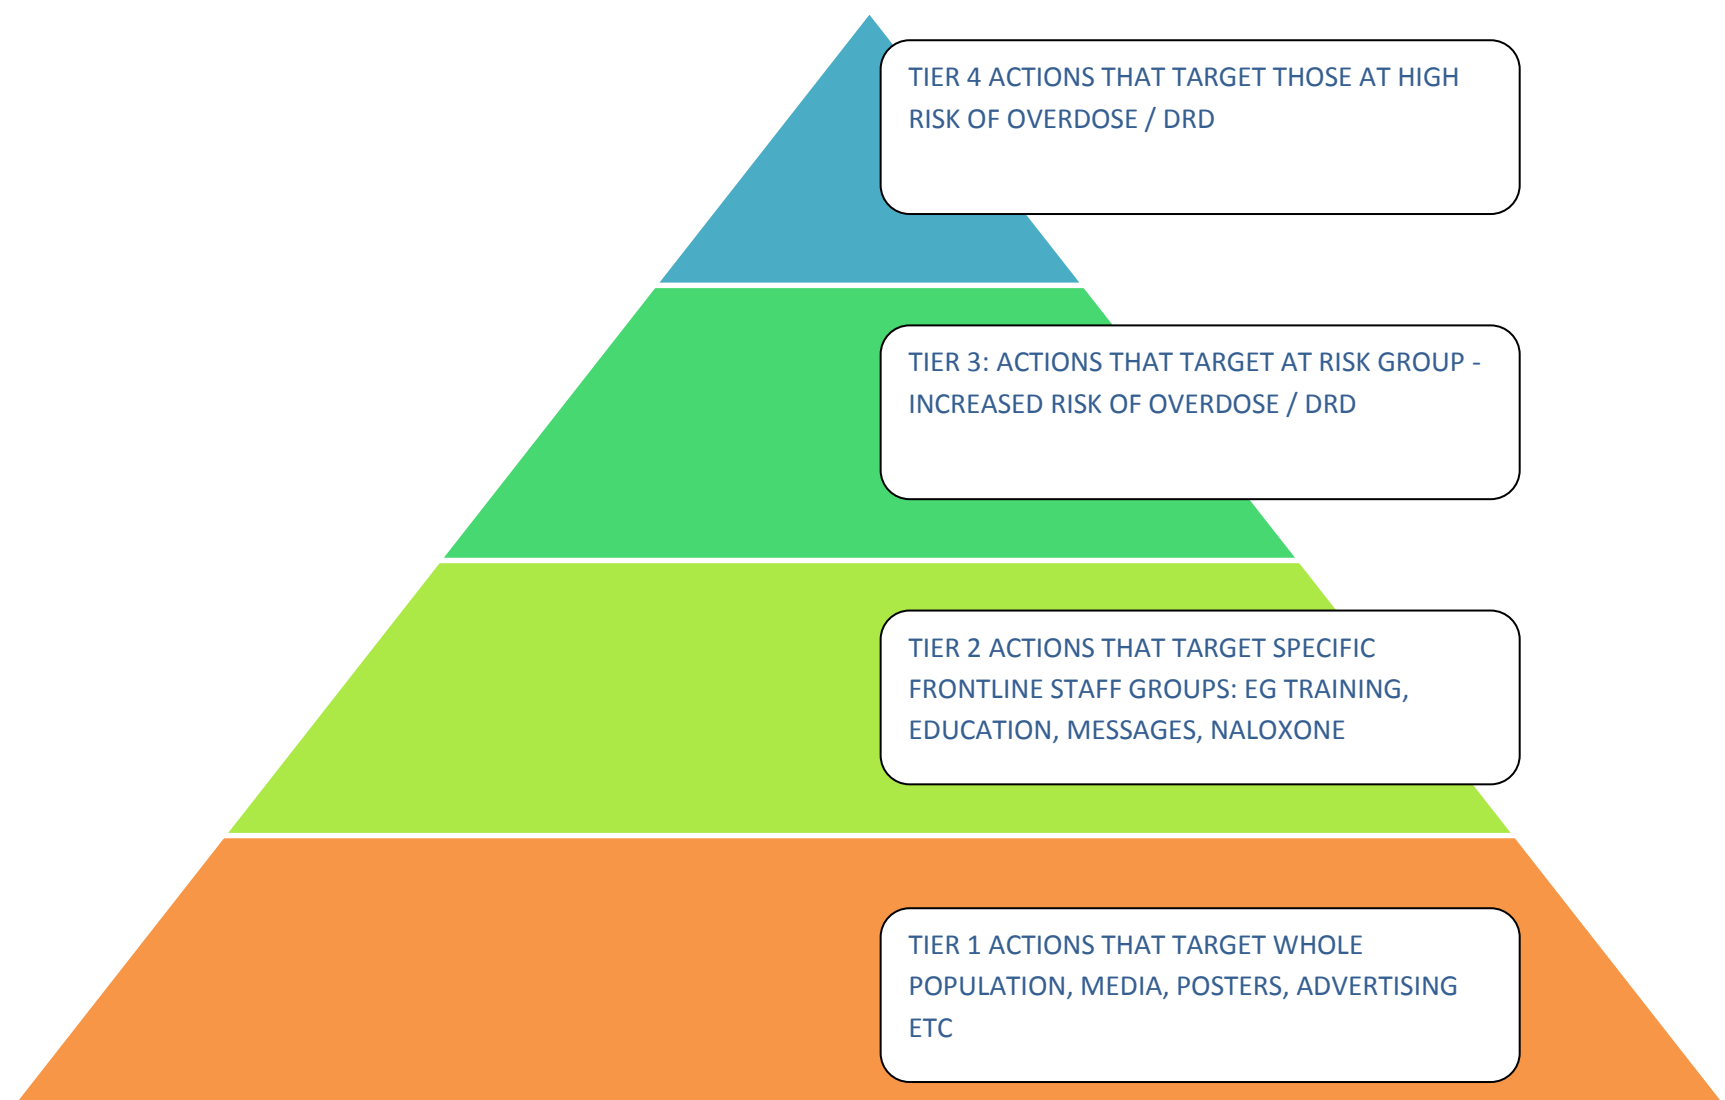 TIER 4 ACTIONS THAT TARGET THOSE AT HIGH
RISK OF OVERDOSE / DRD
TIER 3: ACTIONS THAT TARGET AT RISK GROUP -
INCREASED RISK OF OVERDOSE / DRD
TIER 2 ACTIONS THAT TARGET SPECIFIC
FRONTLINE STAFF GROUPS: EG TRAINING,
EDUCATION, MESSAGES, NALOXONE
TIER 1 ACTIONS THAT TARGET WHOLE
POPULATION, MEDIA, POSTERS, ADVERTISING
ETC